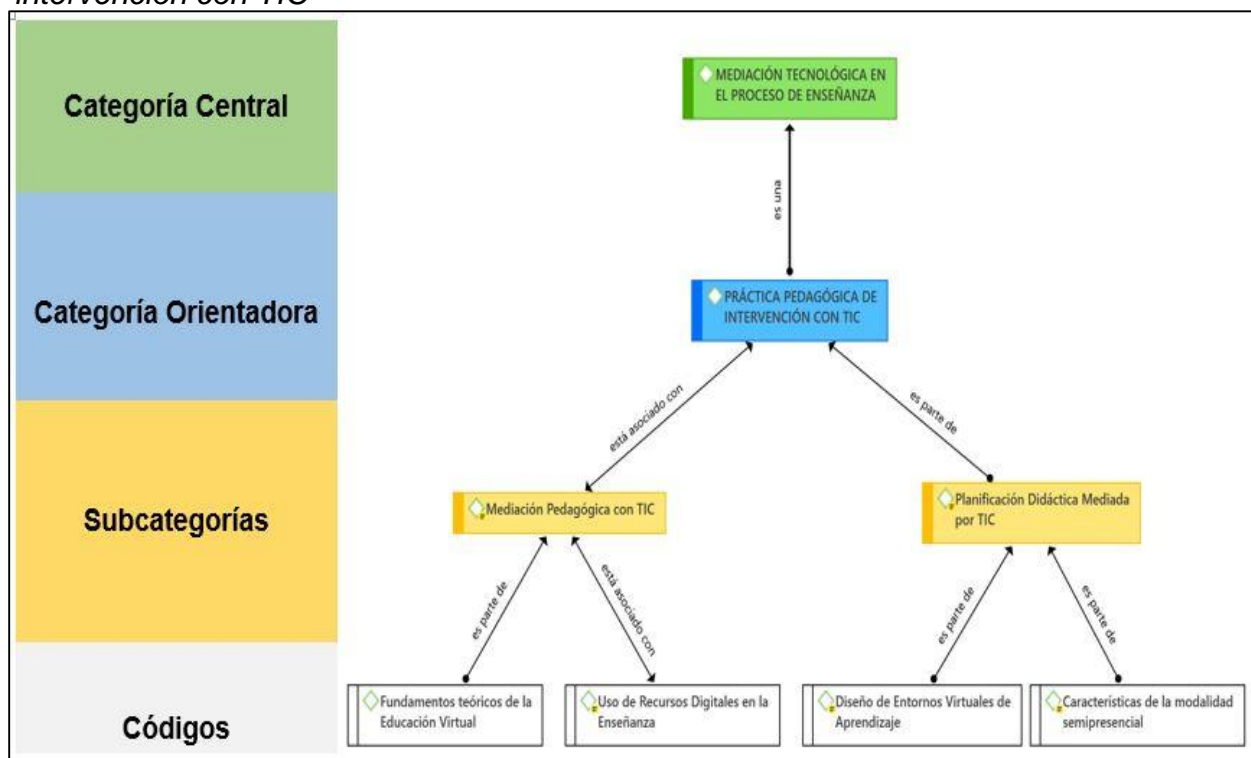 intervención con TIC
Categoría Central
MEDIACIÓN TECNOLÓGICA EN
EL PROCESO DE ENSEÑANZA
es una
Categoría Orientadora
PRÁCTICA PEDAGÓGICA DE
INTERVENCIÓN CON TIC
está asociado con
es parte de
Subcategorías
Mediación Pedagógica con TIC
Planificación Didáctica Mediada
por TIC
es parte de
está asociado con
es parte de
es parte de
Códigos
Fundamentos teóricos de la
Educación Virtual
Uso de Recursos Digitales en la
Enseñanza
Diseño de Entornos Virtuales de
Aprendizaje
Características de la modalidad
semipresencial